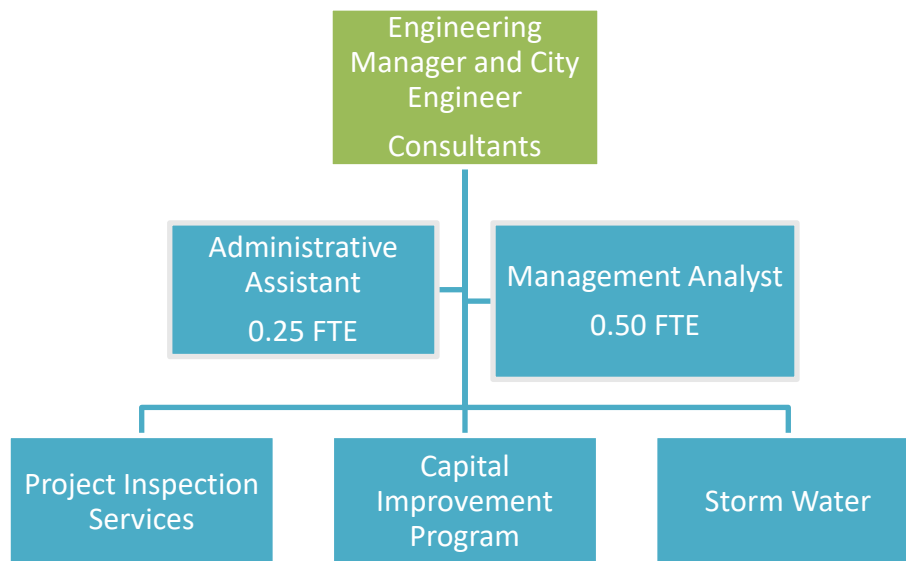 Engineering
Manager and City
Engineer
Consultants
Administrative
Assistant
0.25 FTE
Management Analyst
0.50 FTE
Project Inspection
Services
Capital
Improvement
Program
Storm Water